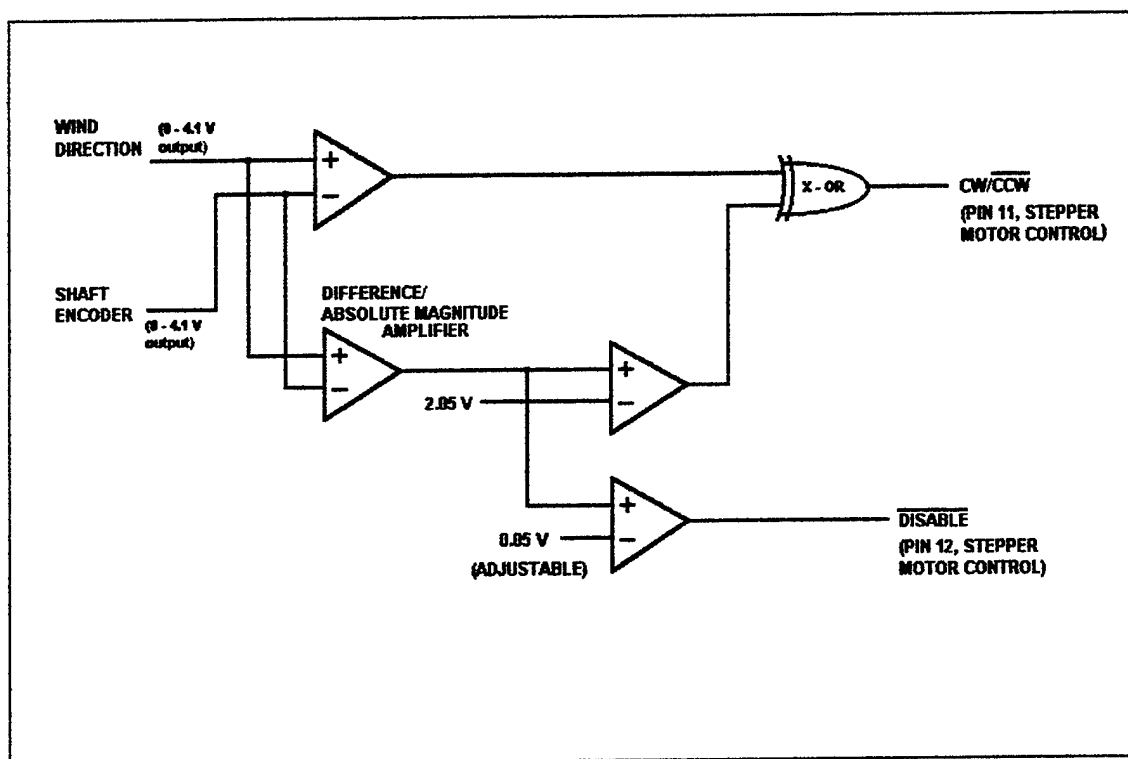 WIND
DIRECTION
(0 - 4.1 V
output)
+
−
X - OR
CW/CCW
(PIN 11, STEPPER
MOTOR CONTROL)
SHAFT
ENCODER
(0 - 4.1 V
output)
DIFFERENCE/
ABSOLUTE MAGNITUDE
AMPLIFIER
+
−
2.05 V
+
−
0.05 V
(ADJUSTABLE)
+
−
DISABLE
(PIN 12, STEPPER
MOTOR CONTROL)